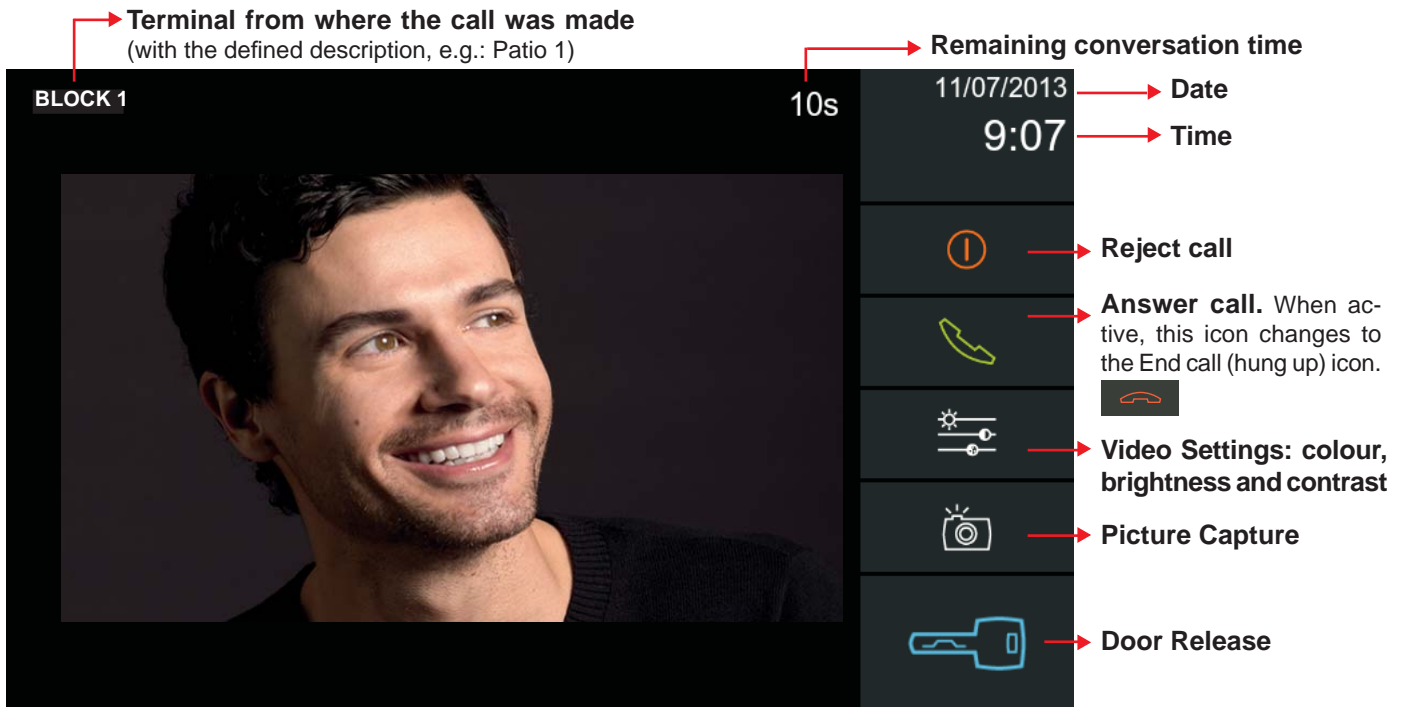 Terminal from where the call was made
(with the defined description, e.g.: Patio 1)
Remaining conversation time
BLOCK 1
10s
11/07/2013
Date
9:07
Time
Reject call
Answer call. When ac-
tive, this icon changes to
the End call (hung up) icon.
Video Settings: colour,
brightness and contrast
Picture Capture
Door Release